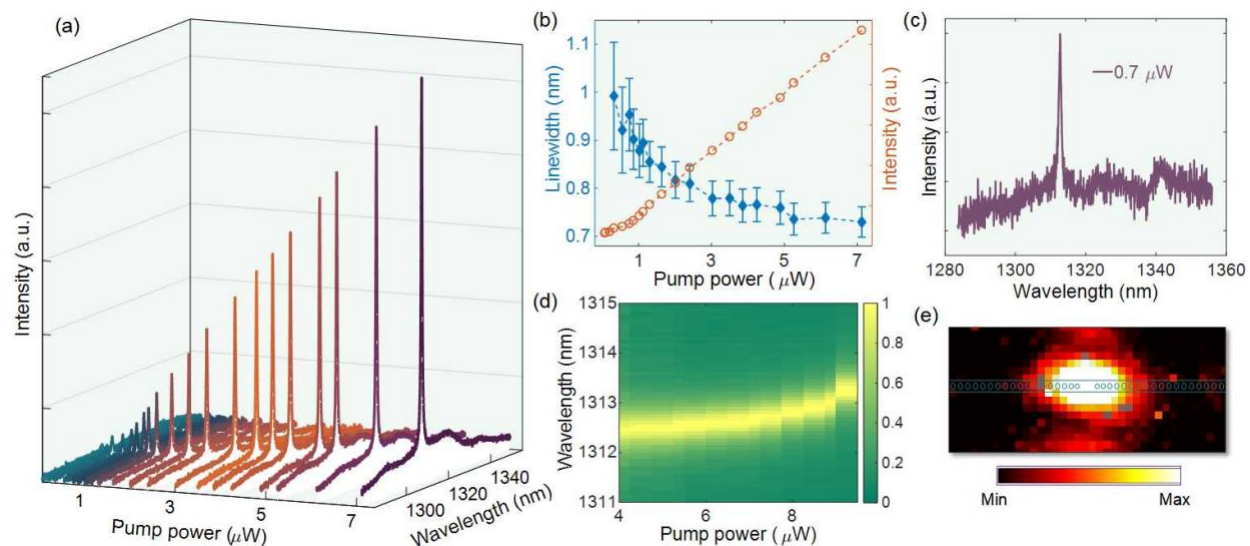 (a)
Intensity (a.u.)
1
3
5
7
Pump power (μW)
1300
1320
1340
Wavelength (nm)
(b)
1.1
1
0.9
0.8
0.7
Linewidth (nm)
Intensity (a.u.)
1 2 3 4 5 6 7
Pump power ( μW)
(c)
0.7 μW
Intensity (a.u.)
1280 1300 1320 1340 1360
Wavelength (nm)
(d)
1315
1314
1313
1312
1311
Wavelength (nm)
4 6 8
Pump power ( μW)
1
0.8
0.6
0.4
0.2
0
(e)
Min Max